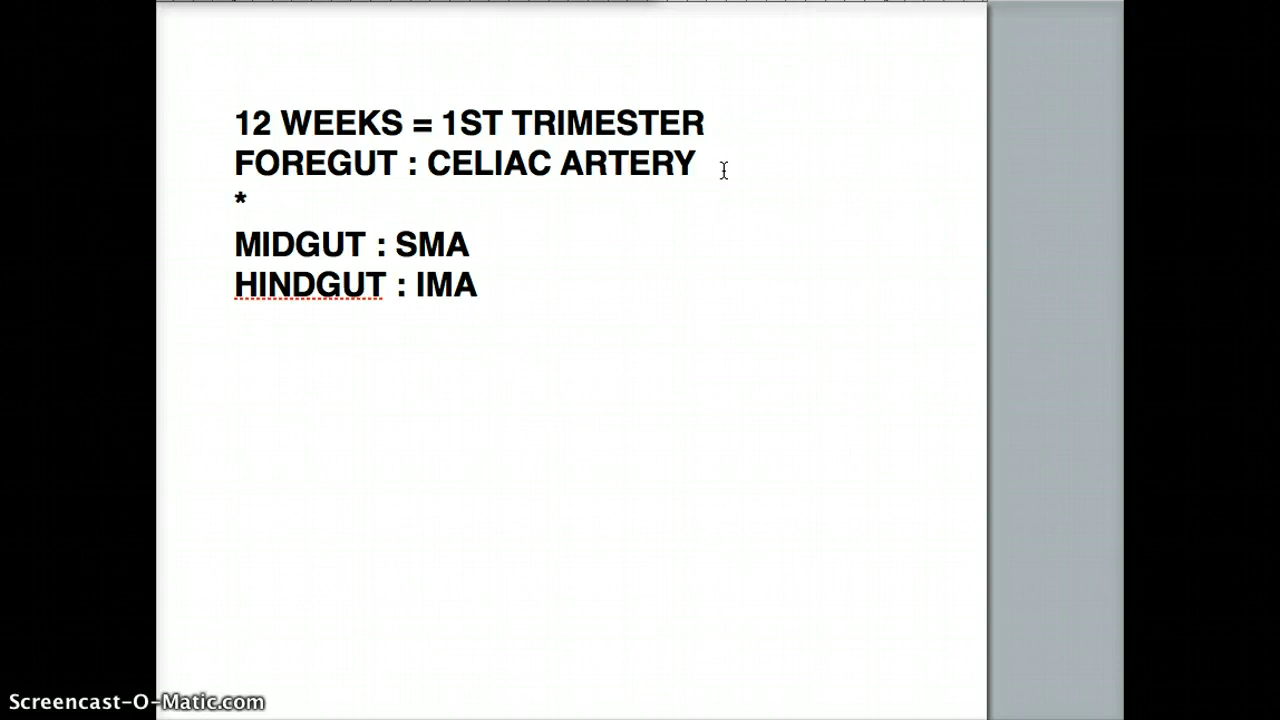 12 WEEKS = 1ST TRIMESTER
FOREGUT : CELIAC ARTERY
*
MIDGUT : SMA
HINDGUT : IMA
Screencast-O-Matic.com